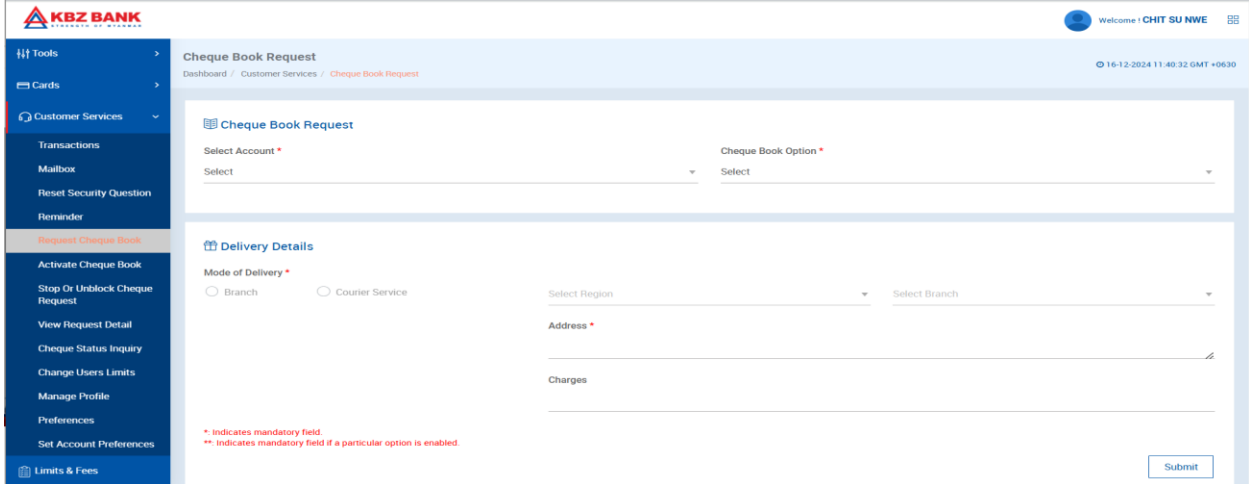 KBZ BANK
STRENGTH OF MYANMAR
Welcome ! CHIT SU NWE
Tools
Cards
Customer Services
Transactions
Mailbox
Reset Security Question
Reminder
Request Cheque Book
Activate Cheque Book
Stop Or Unblock Cheque
Request
View Request Detail
Cheque Status Inquiry
Change Users Limits
Manage Profile
Preferences
Set Account Preferences
Limits & Fees
Cheque Book Request
Dashboard / Customer Services / Cheque Book Request
16-12-2024 11:40:32 GMT +0630
Cheque Book Request
Select Account * Cheque Book Option *
Select Select
Delivery Details
Mode of Delivery *
Branch Courier Service Select Region Select Branch
Address *
Charges
*: Indicates mandatory field.
**: Indicates mandatory field if a particular option is enabled.
Submit